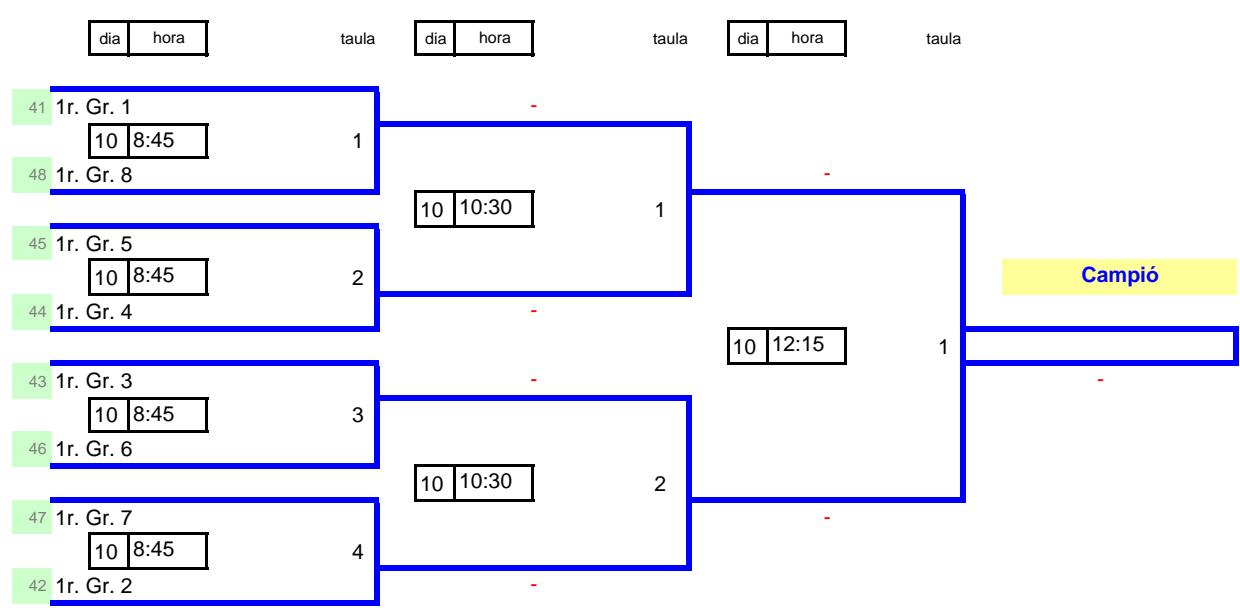 dia hora taula dia hora taula dia hora taula
41 1r. Gr. 1 -
10 8:45 1
48 1r. Gr. 8 -
10 10:30 1
45 1r. Gr. 5
10 8:45 2 Campió
44 1r. Gr. 4 -
10 12:15 1
43 1r. Gr. 3 - -
10 8:45 3
46 1r. Gr. 6
10 10:30 2
47 1r. Gr. 7 -
10 8:45 4
42 1r. Gr. 2 -